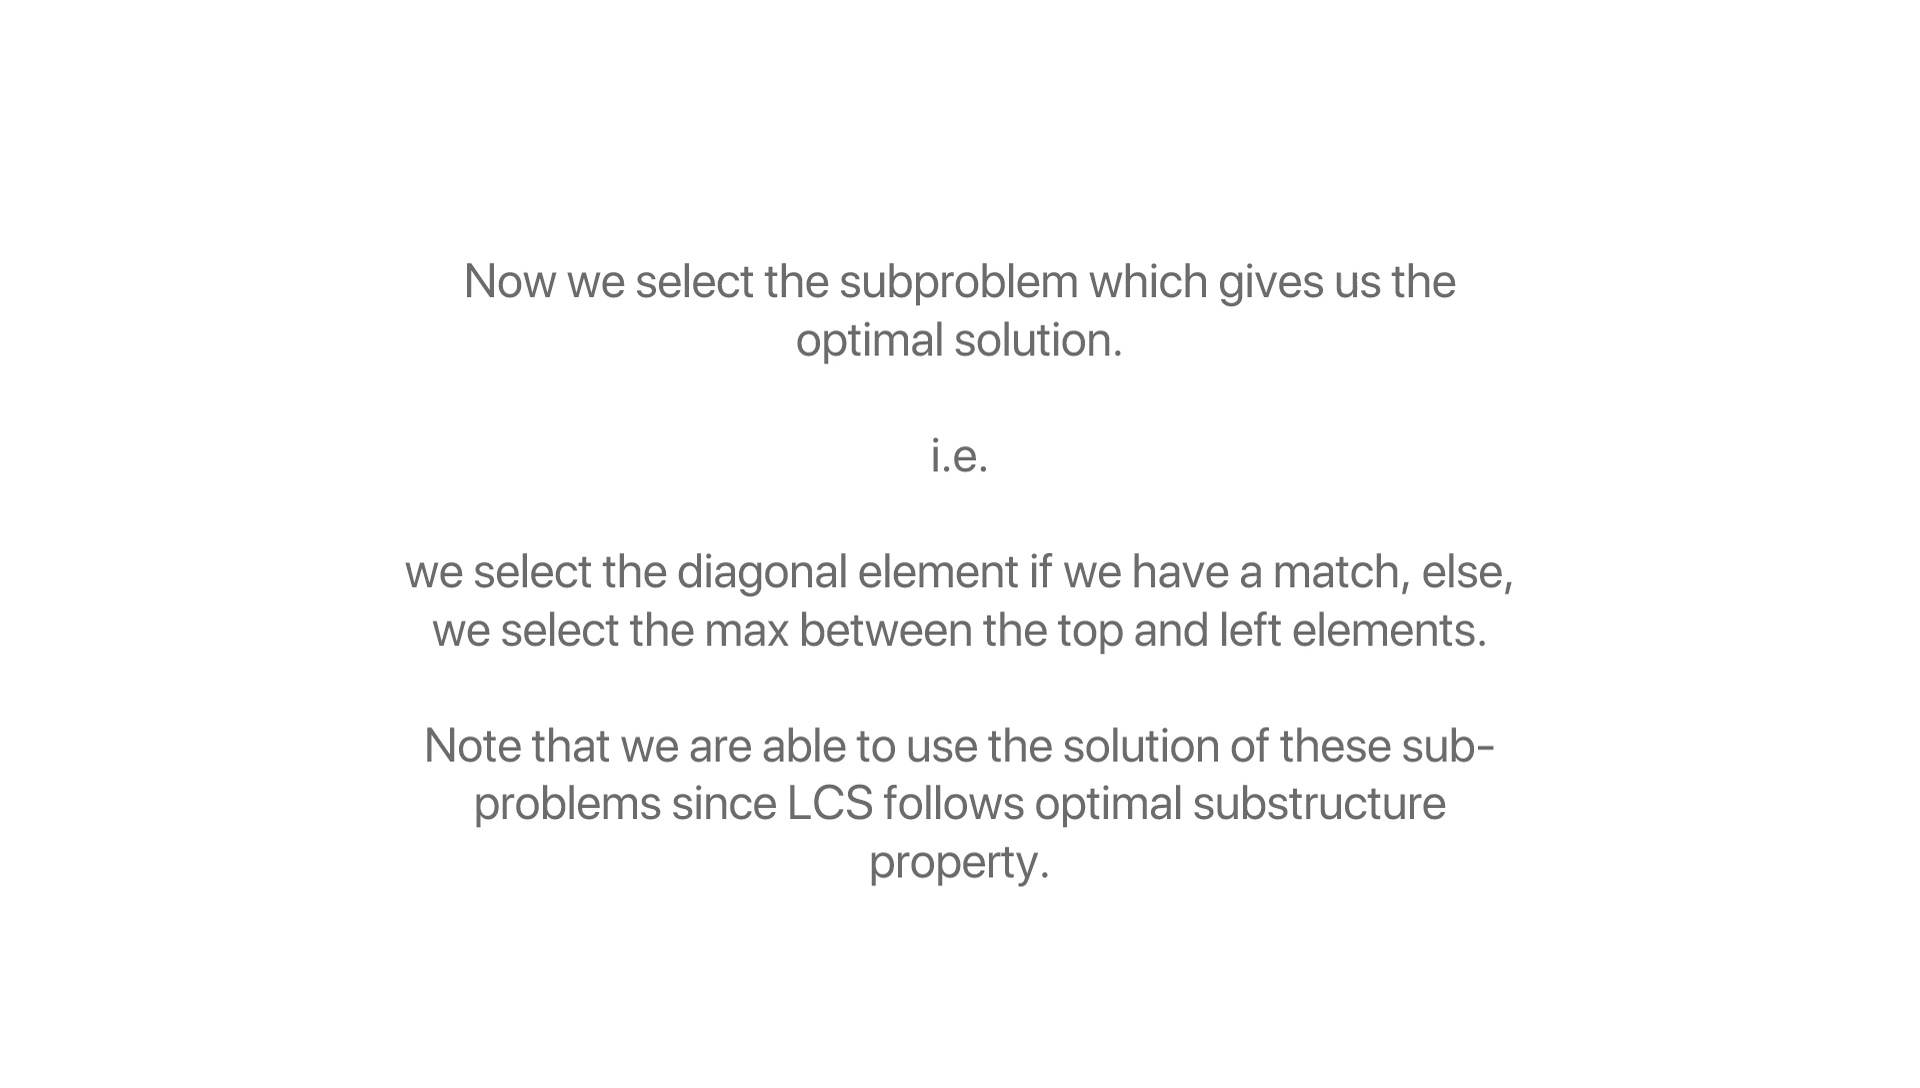 Now we select the subproblem which gives us the
optimal solution.
i.e.
we select the diagonal element if we have a match, else,
we select the max between the top and left elements.
Note that we are able to use the solution of these sub-
problems since LCS follows optimal substructure
property.